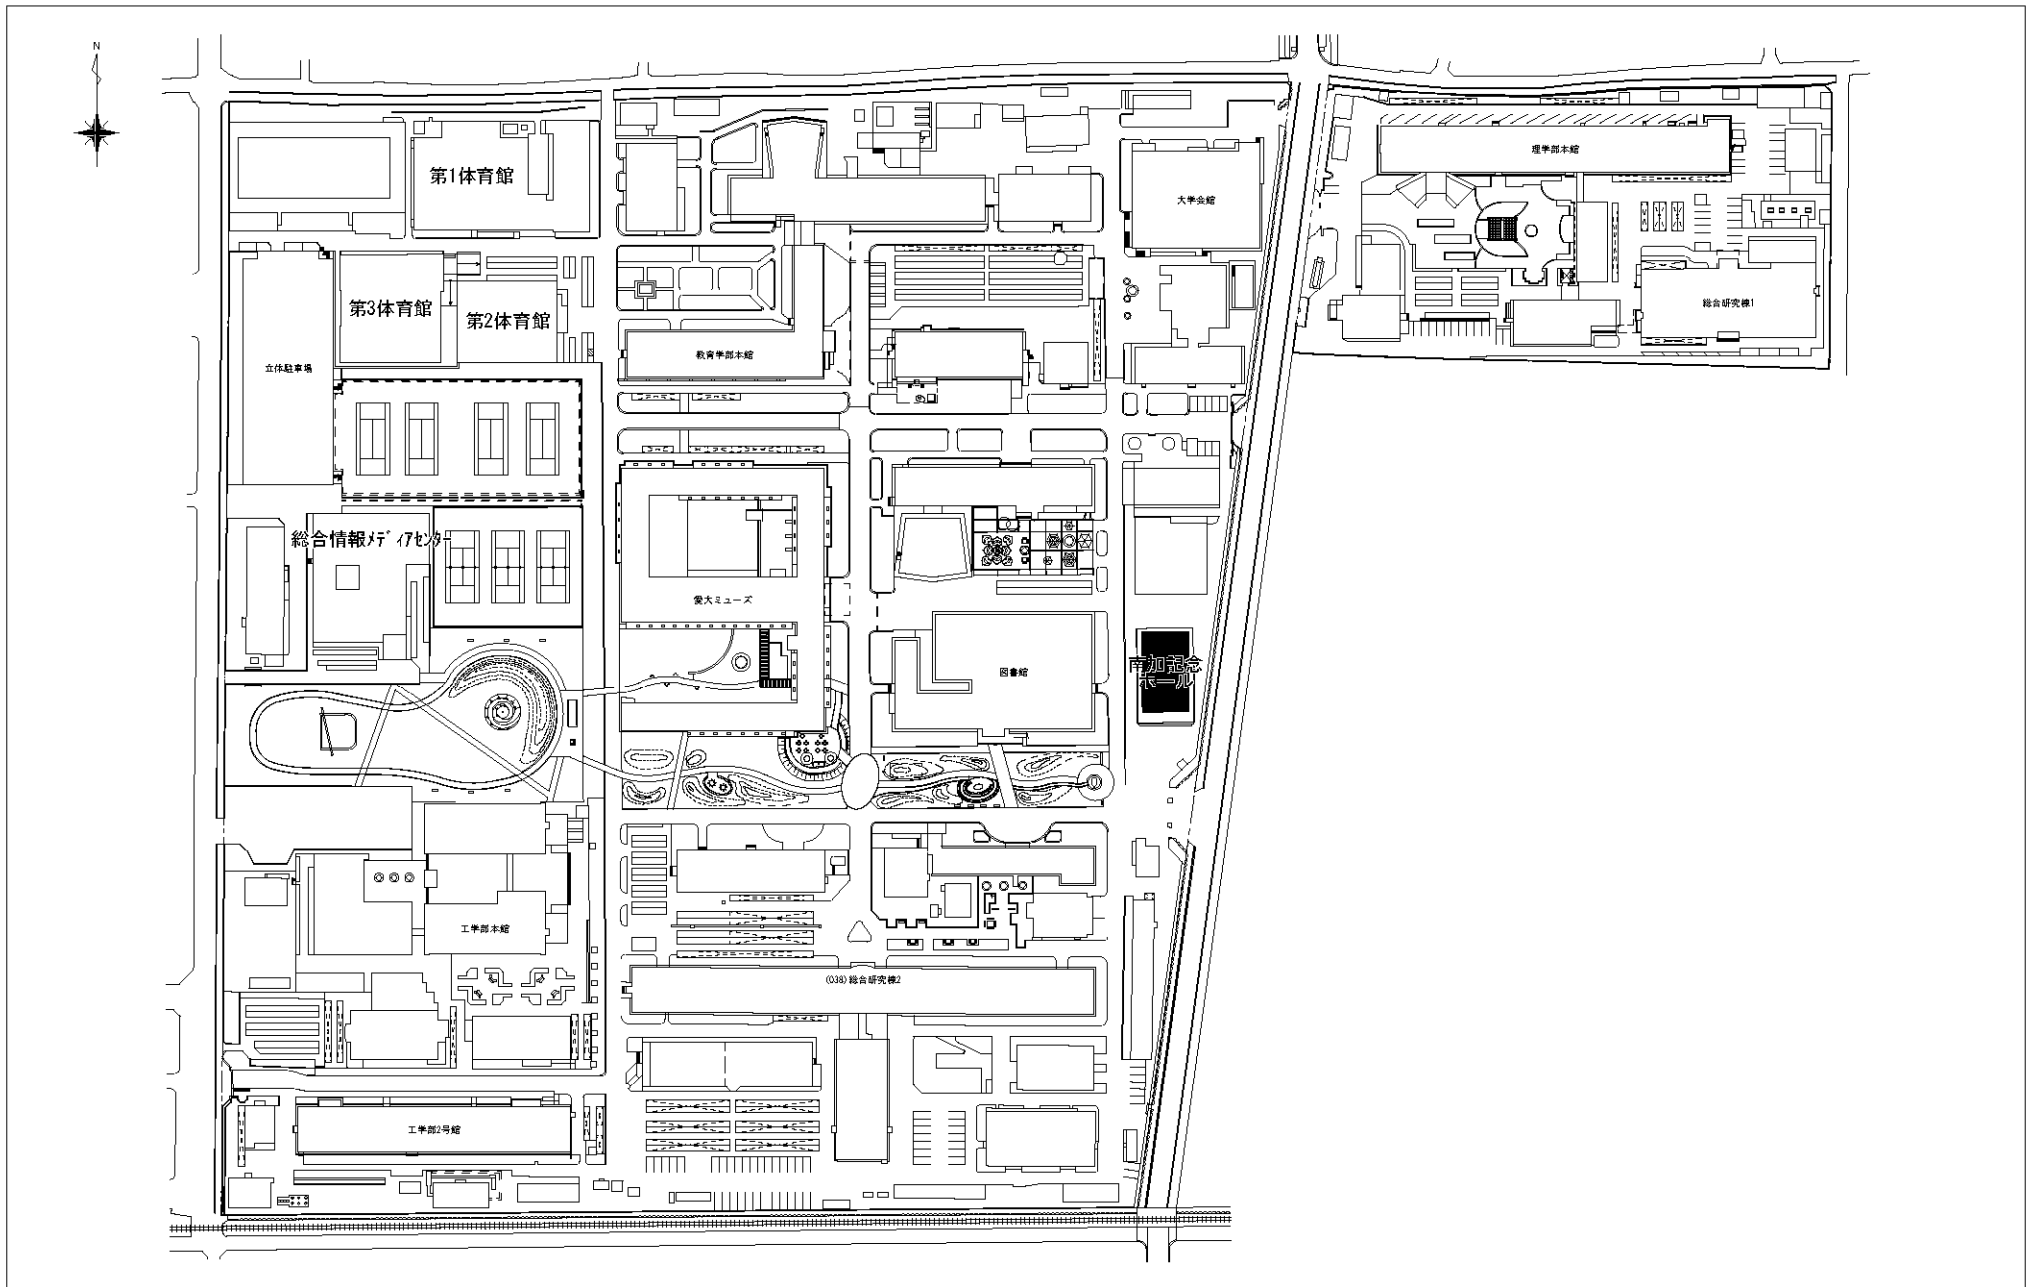 N
第1体育館
理学部本館
大学会館
第3体育館
第2体育館
総合研究棟1
教育学部本館
立体駐車場
総合情報ﾒﾃﾞｨｱｾﾝﾀｰ
愛大ミューズ
図書館
南加記念
ホール
工学部本館
(038)総合研究棟2
工学部2号館